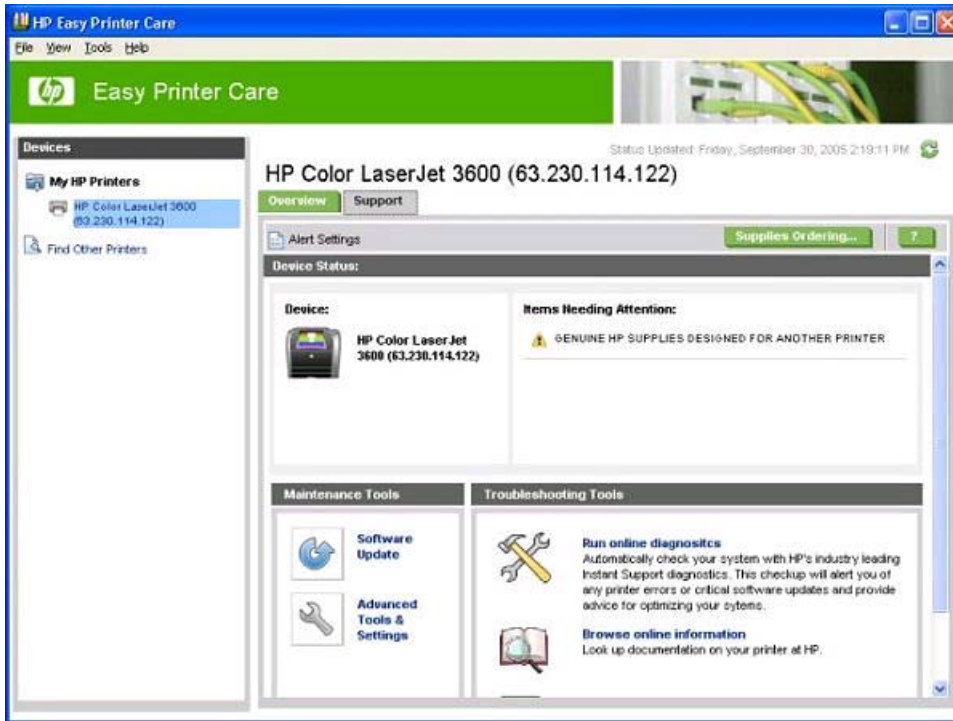 HP Easy Printer Care
File View Tools Help
hp Easy Printer Care
Devices
My HP Printers
HP Color LaserJet 3600
(63.230.114.122)
Find Other Printers
Status Updated: Friday, September 30, 2005 2:19:11 PM
HP Color LaserJet 3600 (63.230.114.122)
Overview Support
Alert Settings
Supplies Ordering... ?
Device Status:
Device:
HP Color LaserJet
3600 (63.230.114.122)
Items Needing Attention:
GENUINE HP SUPPLIES DESIGNED FOR ANOTHER PRINTER
Maintenance Tools
Software
Update
Advanced
Tools &
Settings
Troubleshooting Tools
Run online diagnositcs
Automatically check your system with HP's industry leading
Instant Support diagnostics. This checkup will alert you of
any printer errors or critical software updates and provide
advice for optimizing your sytems.
Browse online information
Look up documentation on your printer at HP.